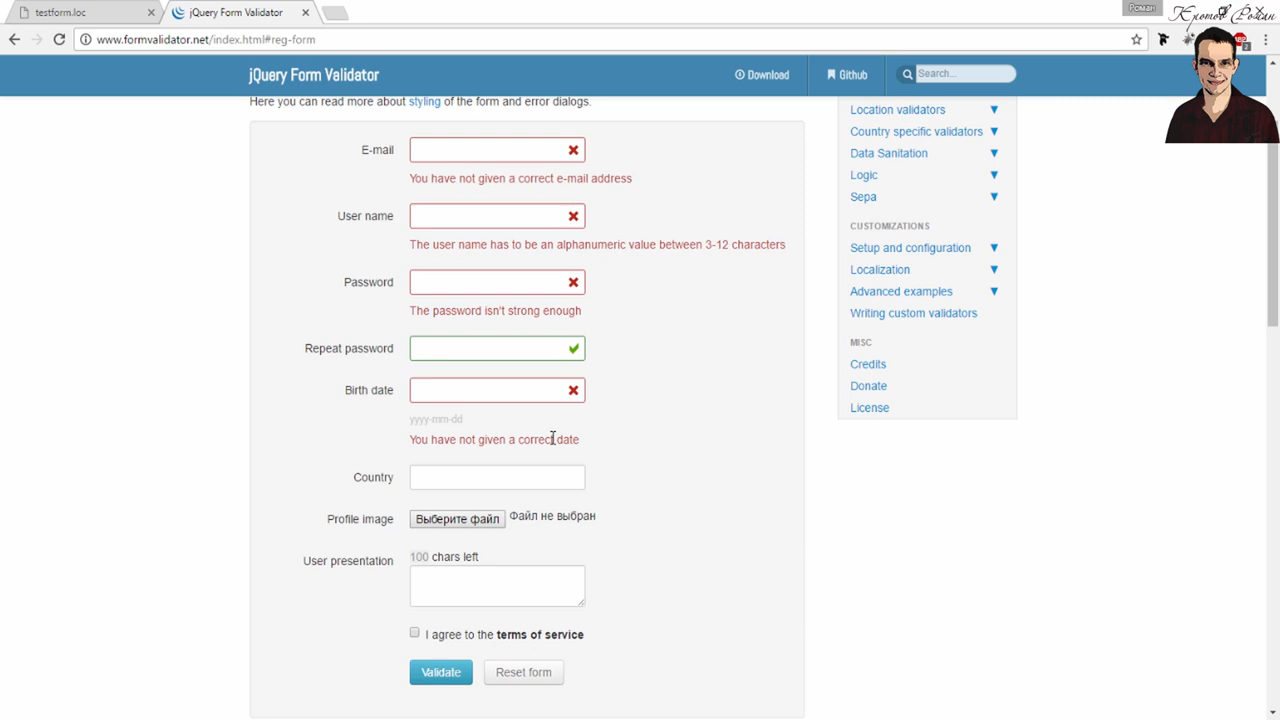 testform.loc
jQuery Form Validator
Роман
Кротов Роман
www.formvalidator.net/index.html#reg-form
2
jQuery Form Validator
Download
Github
Search...
Here you can read more about styling of the form and error dialogs.
E-mail
You have not given a correct e-mail address
User name
The user name has to be an alphanumeric value between 3-12 characters
Password
The password isn't strong enough
Repeat password
Birth date
yyyy-mm-dd
You have not given a correct date
Country
Profile image
Выберите файл
Файл не выбран
User presentation
100 chars left
I agree to the terms of service
Validate
Reset form
Location validators
Country specific validators
Data Sanitation
Logic
Sepa
CUSTOMIZATIONS
Setup and configuration
Localization
Advanced examples
Writing custom validators
MISC
Credits
Donate
License